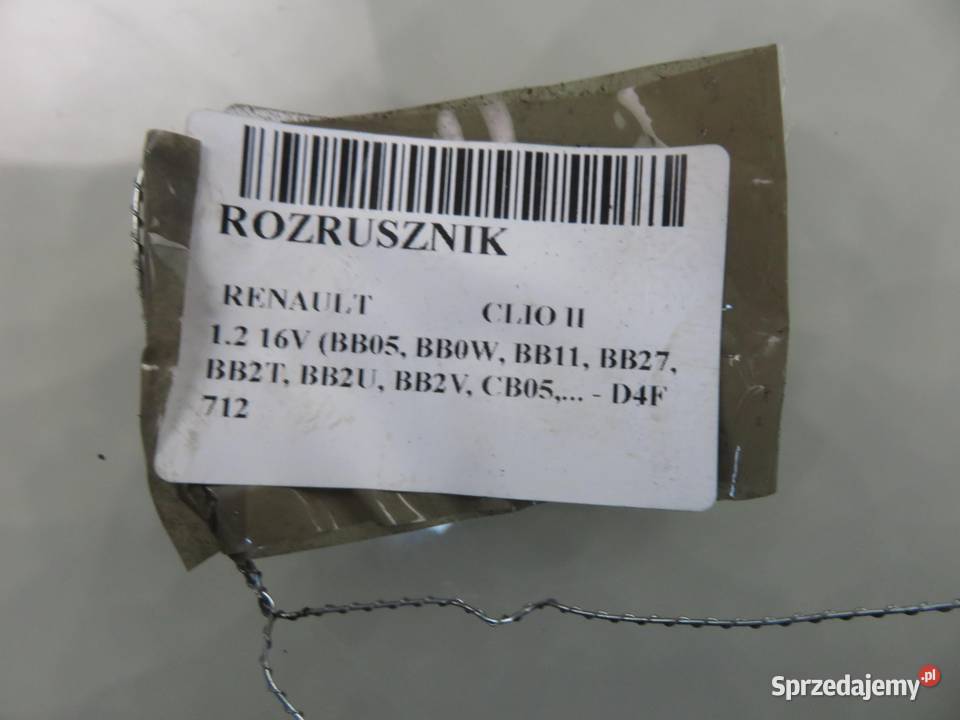 ROZRUSZNIK
RENAULT CLIO II
1.2 16V (BB05, BB0W, BB11, BB27,
BB2T, BB2U, BB2V, CB05,... - D4F
712
Sprzedajemy.pl